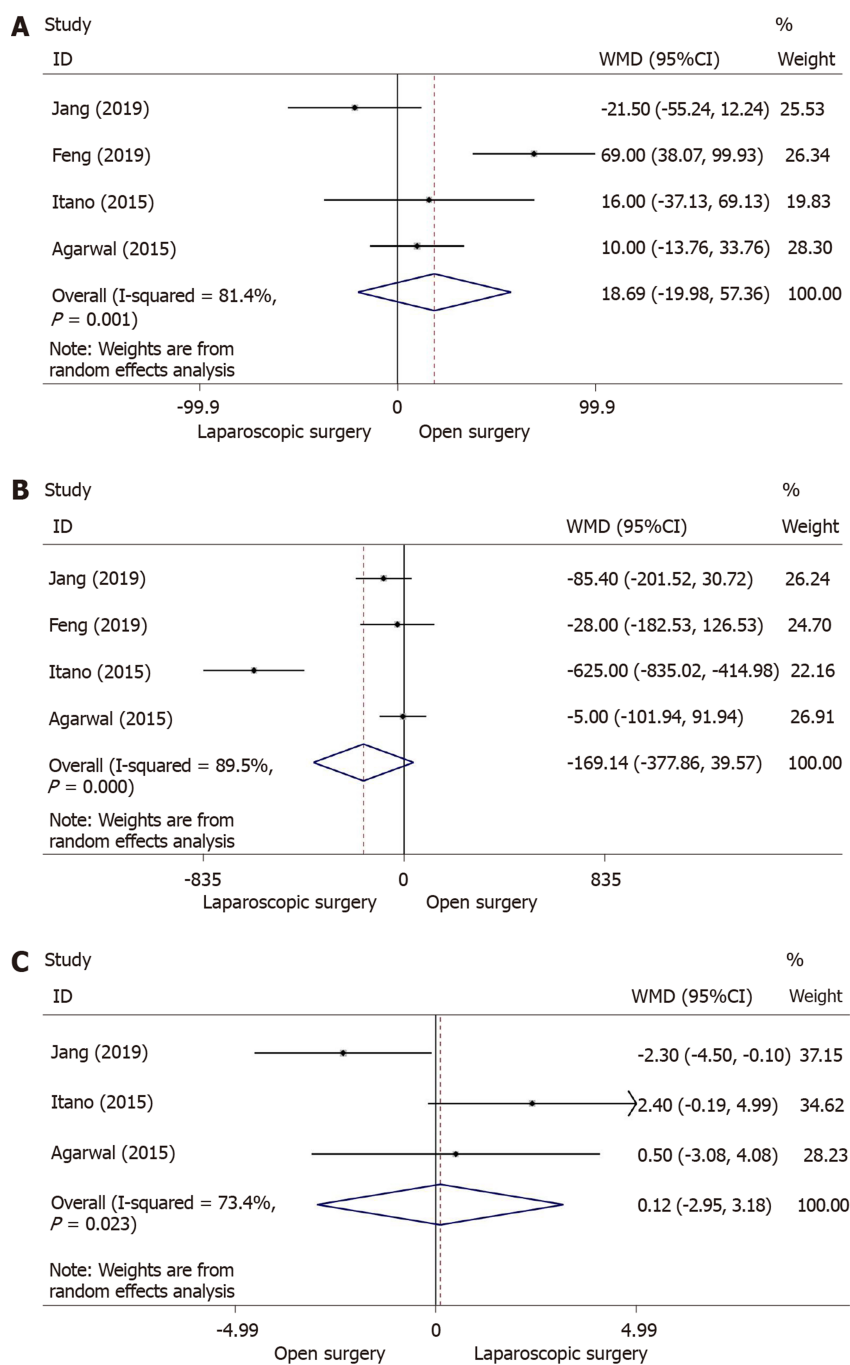 A Study %
ID WMD (95%CI) Weight
Jang (2019) -21.50 (-55.24, 12.24) 25.53
Feng (2019) 69.00 (38.07, 99.93) 26.34
Itano (2015) 16.00 (-37.13, 69.13) 19.83
Agarwal (2015) 10.00 (-13.76, 33.76) 28.30
Overall (I-squared = 81.4%, 18.69 (-19.98, 57.36) 100.00
P = 0.001)
Note: Weights are from
random effects analysis
-99.9 0 99.9
Laparoscopic surgery Open surgery
B Study %
ID WMD (95%CI) Weight
Jang (2019) -85.40 (-201.52, 30.72) 26.24
Feng (2019) -28.00 (-182.53, 126.53) 24.70
Itano (2015) -625.00 (-835.02, -414.98) 22.16
Agarwal (2015) -5.00 (-101.94, 91.94) 26.91
Overall (I-squared = 89.5%, -169.14 (-377.86, 39.57) 100.00
P = 0.000)
Note: Weights are from
random effects analysis
-835 0 835
Laparoscopic surgery Open surgery
C Study %
ID WMD (95%CI) Weight
Jang (2019) -2.30 (-4.50, -0.10) 37.15
Itano (2015) 2.40 (-0.19, 4.99) 34.62
Agarwal (2015) 0.50 (-3.08, 4.08) 28.23
Overall (I-squared = 73.4%, 0.12 (-2.95, 3.18) 100.00
P = 0.023)
Note: Weights are from
random effects analysis
-4.99 0 4.99
Open surgery Laparoscopic surgery